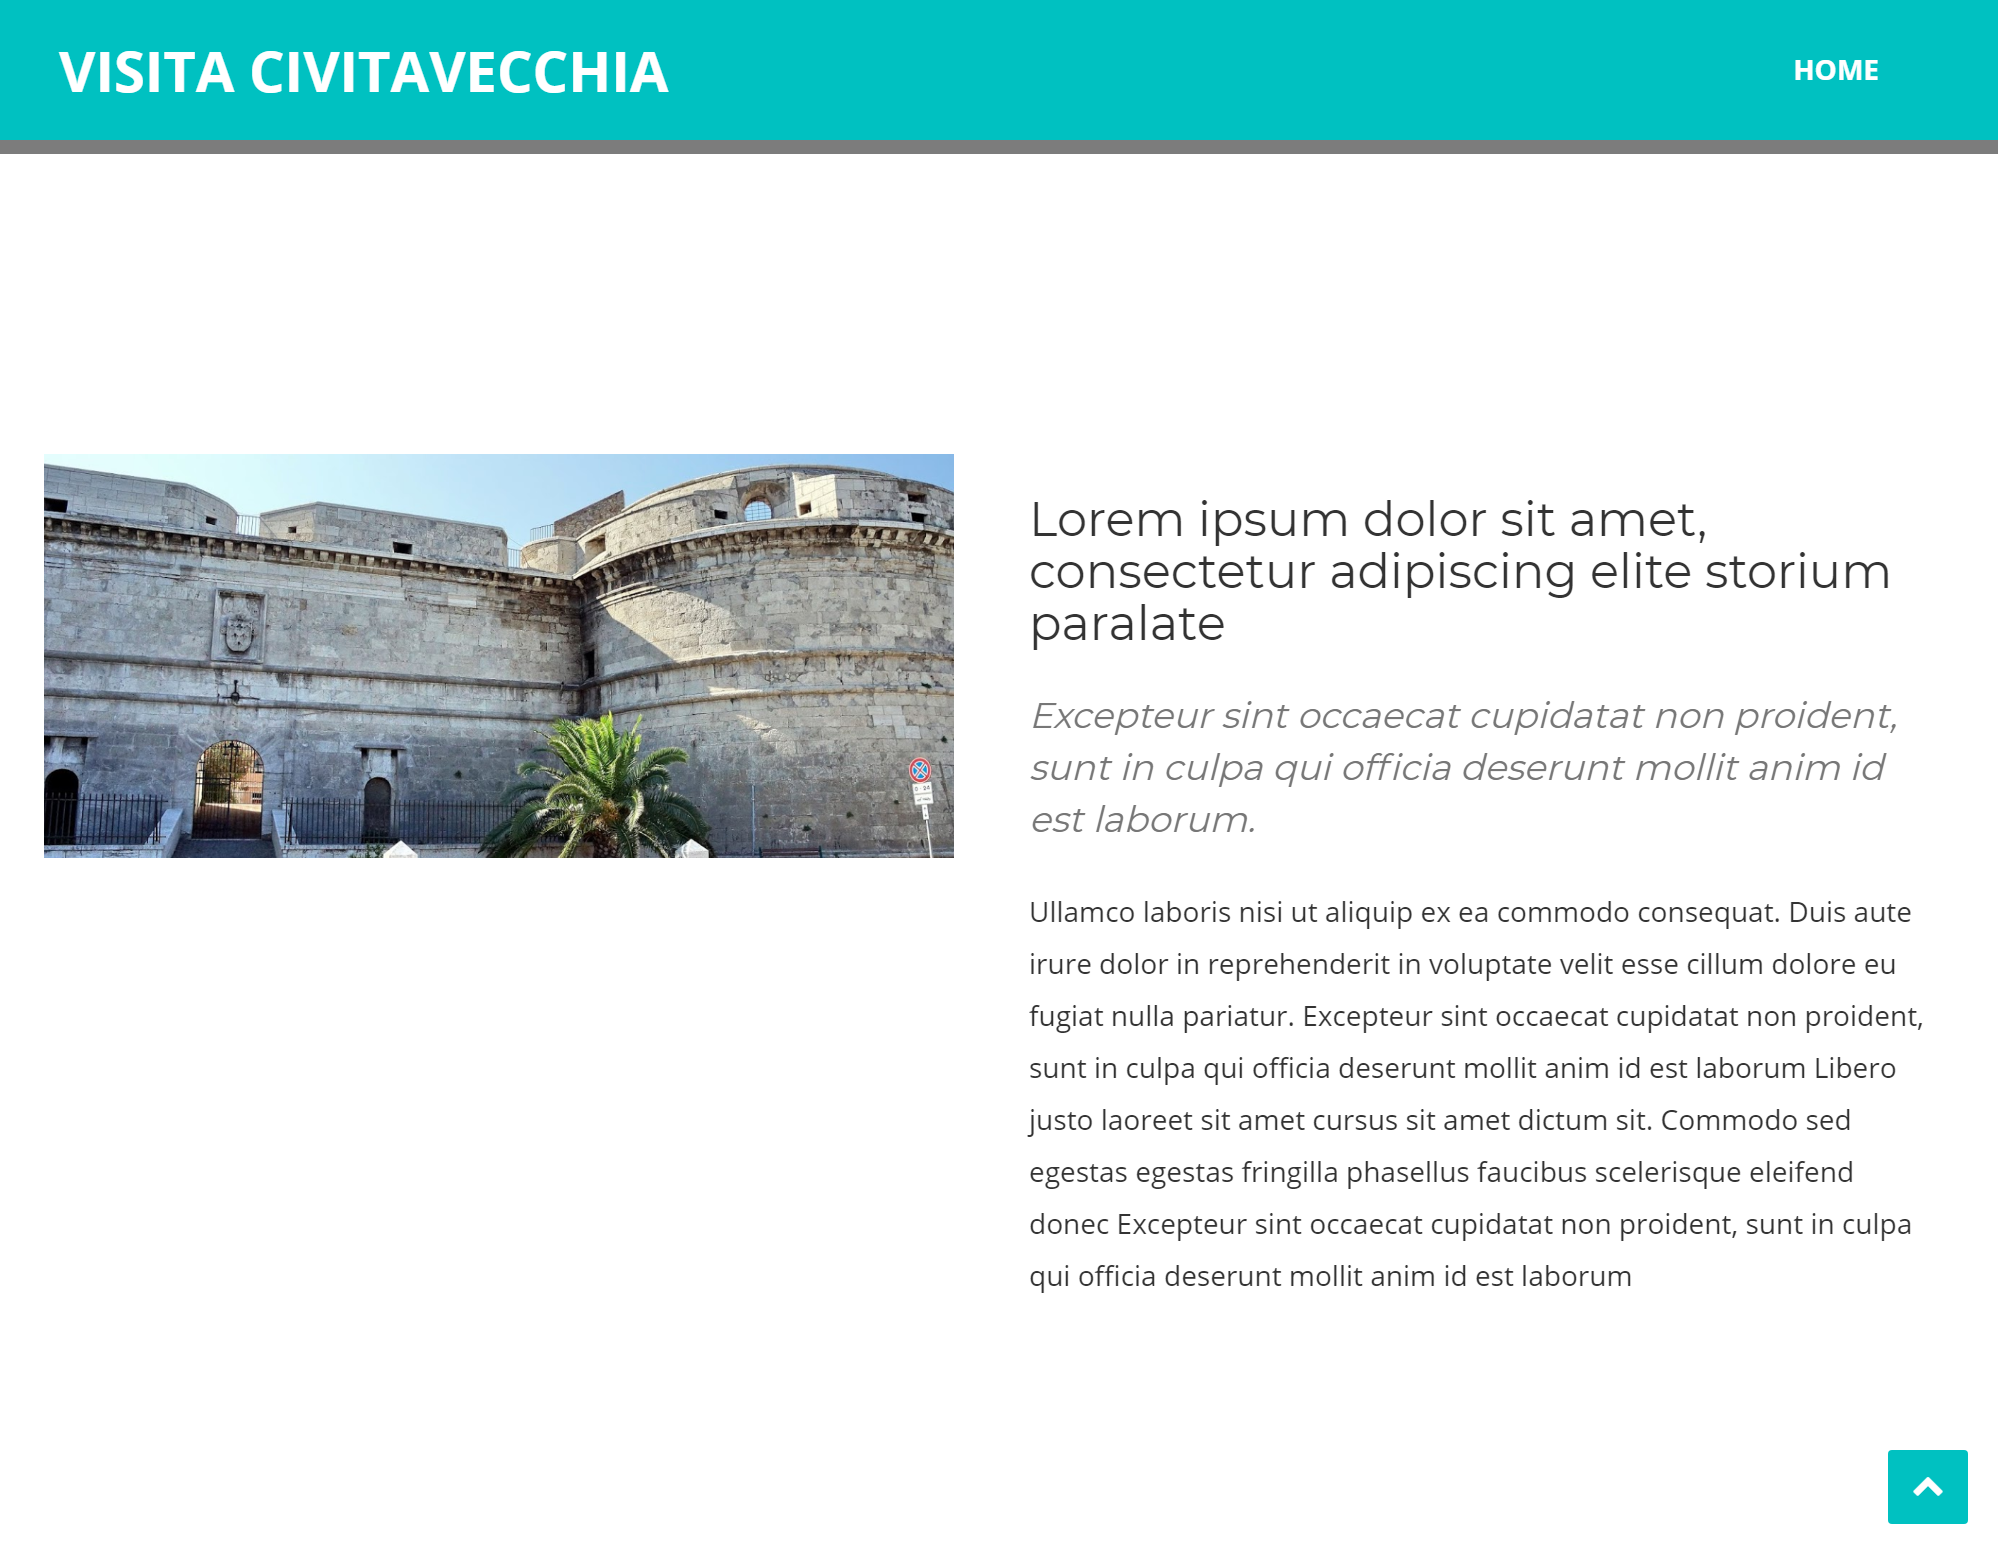 VISITA CIVITAVECCHIA
HOME
Lorem ipsum dolor sit amet,
consectetur adipiscing elite storium
paralate
Excepteur sint occaecat cupidatat non proident,
sunt in culpa qui officia deserunt mollit anim id
est laborum.
Ullamco laboris nisi ut aliquip ex ea commodo consequat. Duis aute
irure dolor in reprehenderit in voluptate velit esse cillum dolore eu
fugiat nulla pariatur. Excepteur sint occaecat cupidatat non proident,
sunt in culpa qui officia deserunt mollit anim id est laborum Libero
justo laoreet sit amet cursus sit amet dictum sit. Commodo sed
egestas egestas fringilla phasellus faucibus scelerisque eleifend
donec Excepteur sint occaecat cupidatat non proident, sunt in culpa
qui officia deserunt mollit anim id est laborum